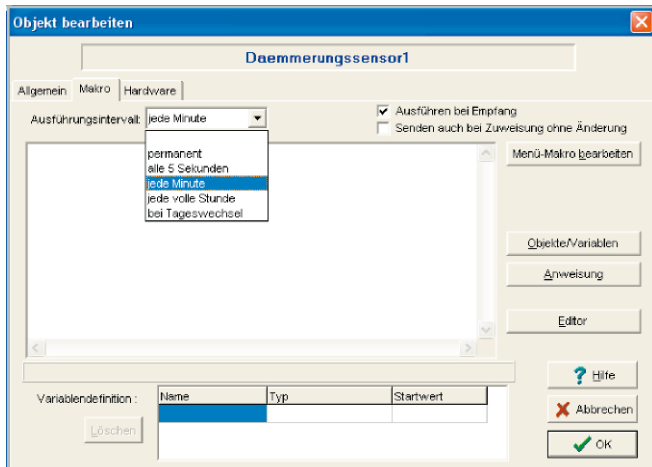 Objekt bearbeiten
Daemmerungssensor1
Allgemein Makro Hardware
Ausführungsintervall: jede Minute
Ausführen bei Empfang
Senden auch bei Zuweisung ohne Änderung
permanent
alle 5 Sekunden
jede Minute
jede volle Stunde
bei Tageswechsel
Menü-Makro bearbeiten
Objekte/Variablen
Anweisung
Editor
Hilfe
Variablendefinition :
Name Typ Startwert
Löschen
Abbrechen
OK